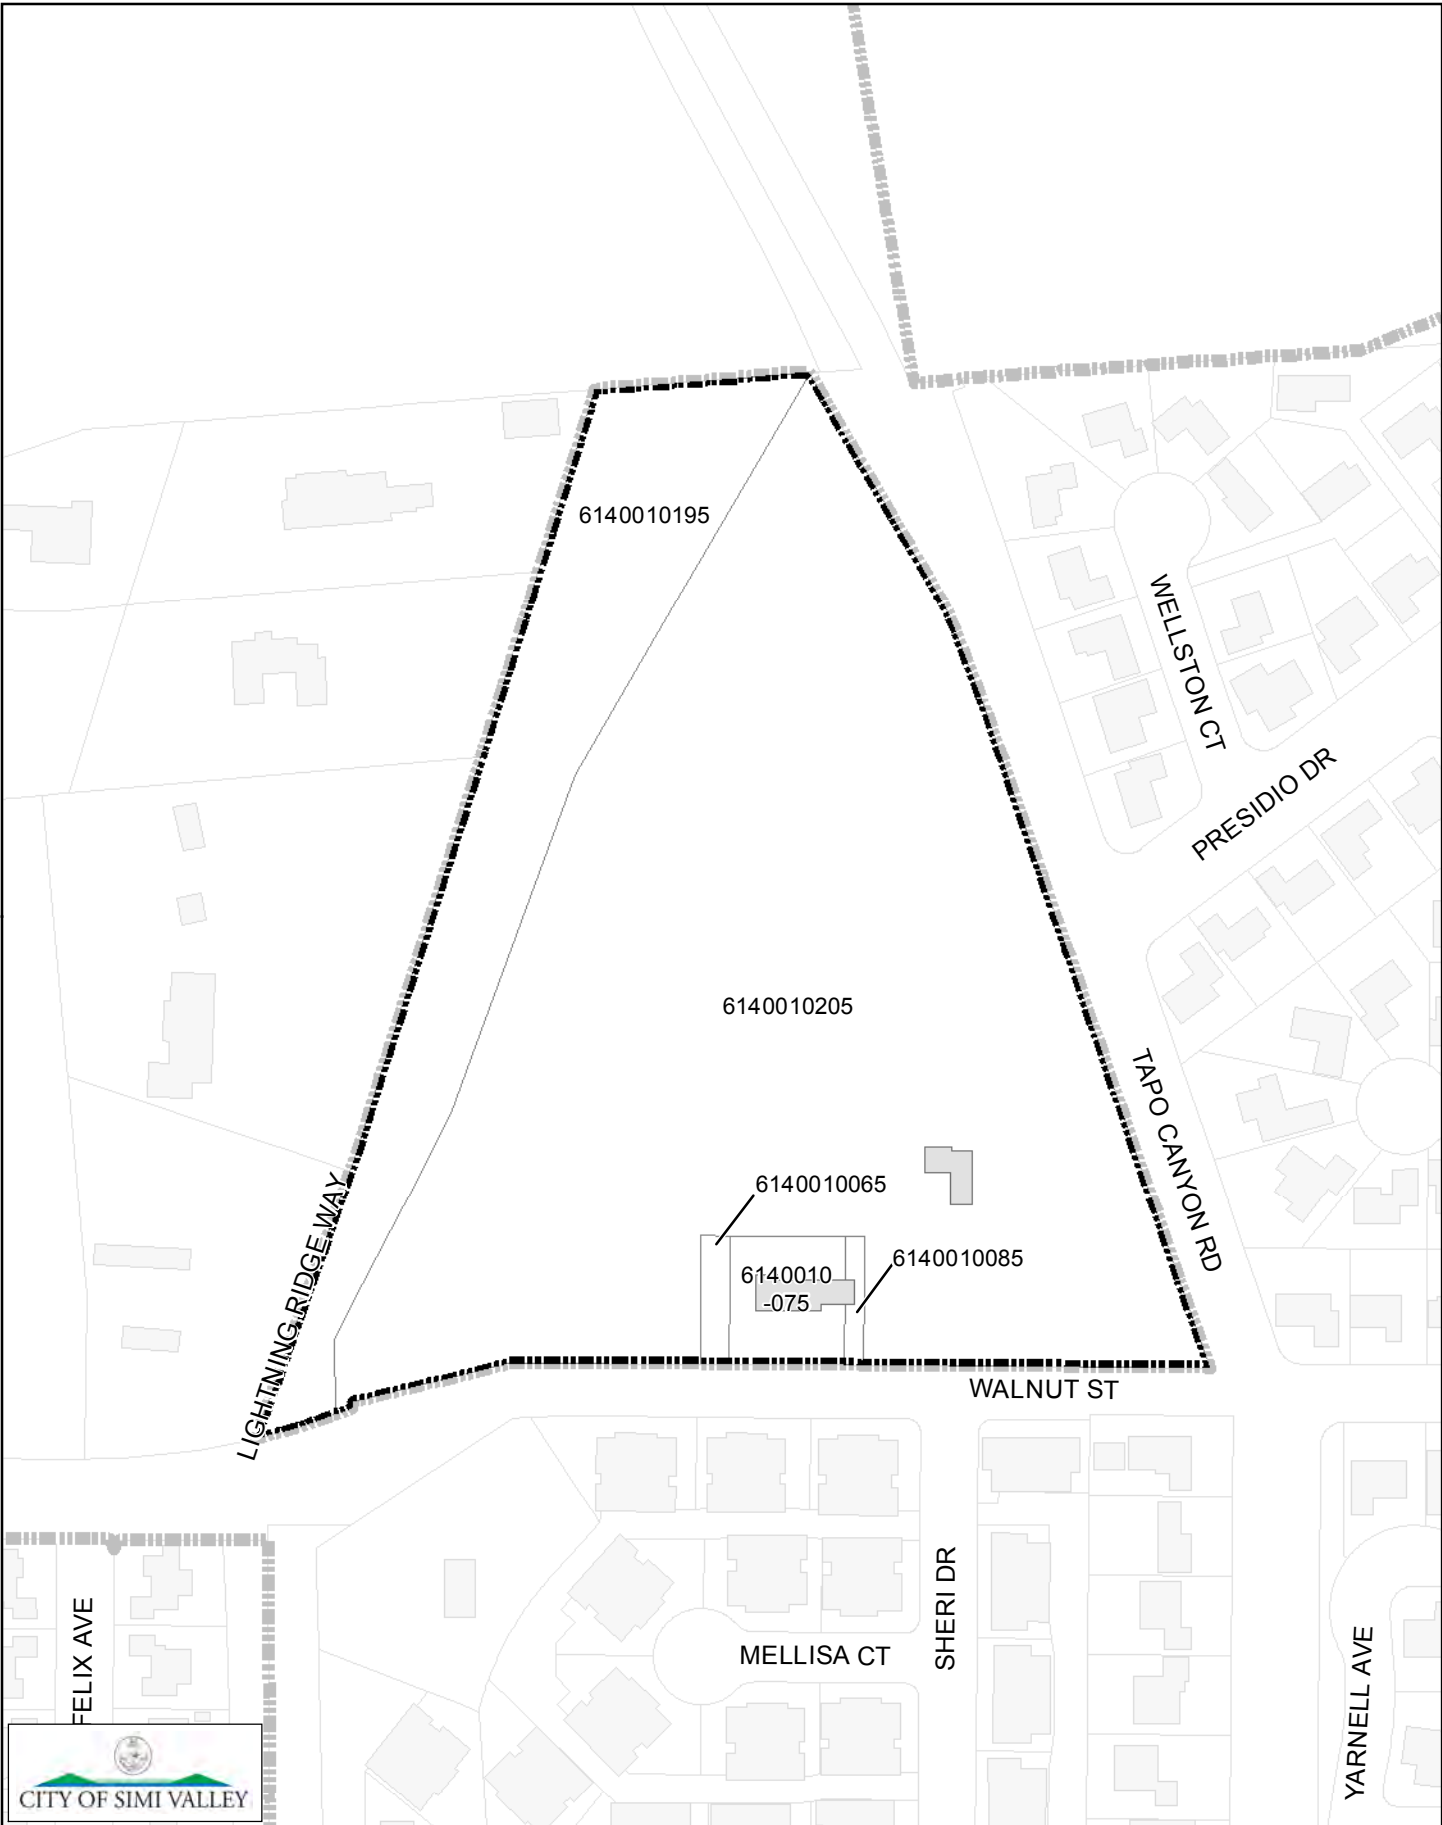 6140010195
WELLSTON CT
PRESIDIO DR
6140010205
TAPO CANYON RD
6140010065
6140010085
6140010
-075
LIGHTNING RIDGE WAY
WALNUT ST
SHERI DR
MELLISA CT
FELIX AVE
YARNELL AVE
CITY OF SIMI VALLEY